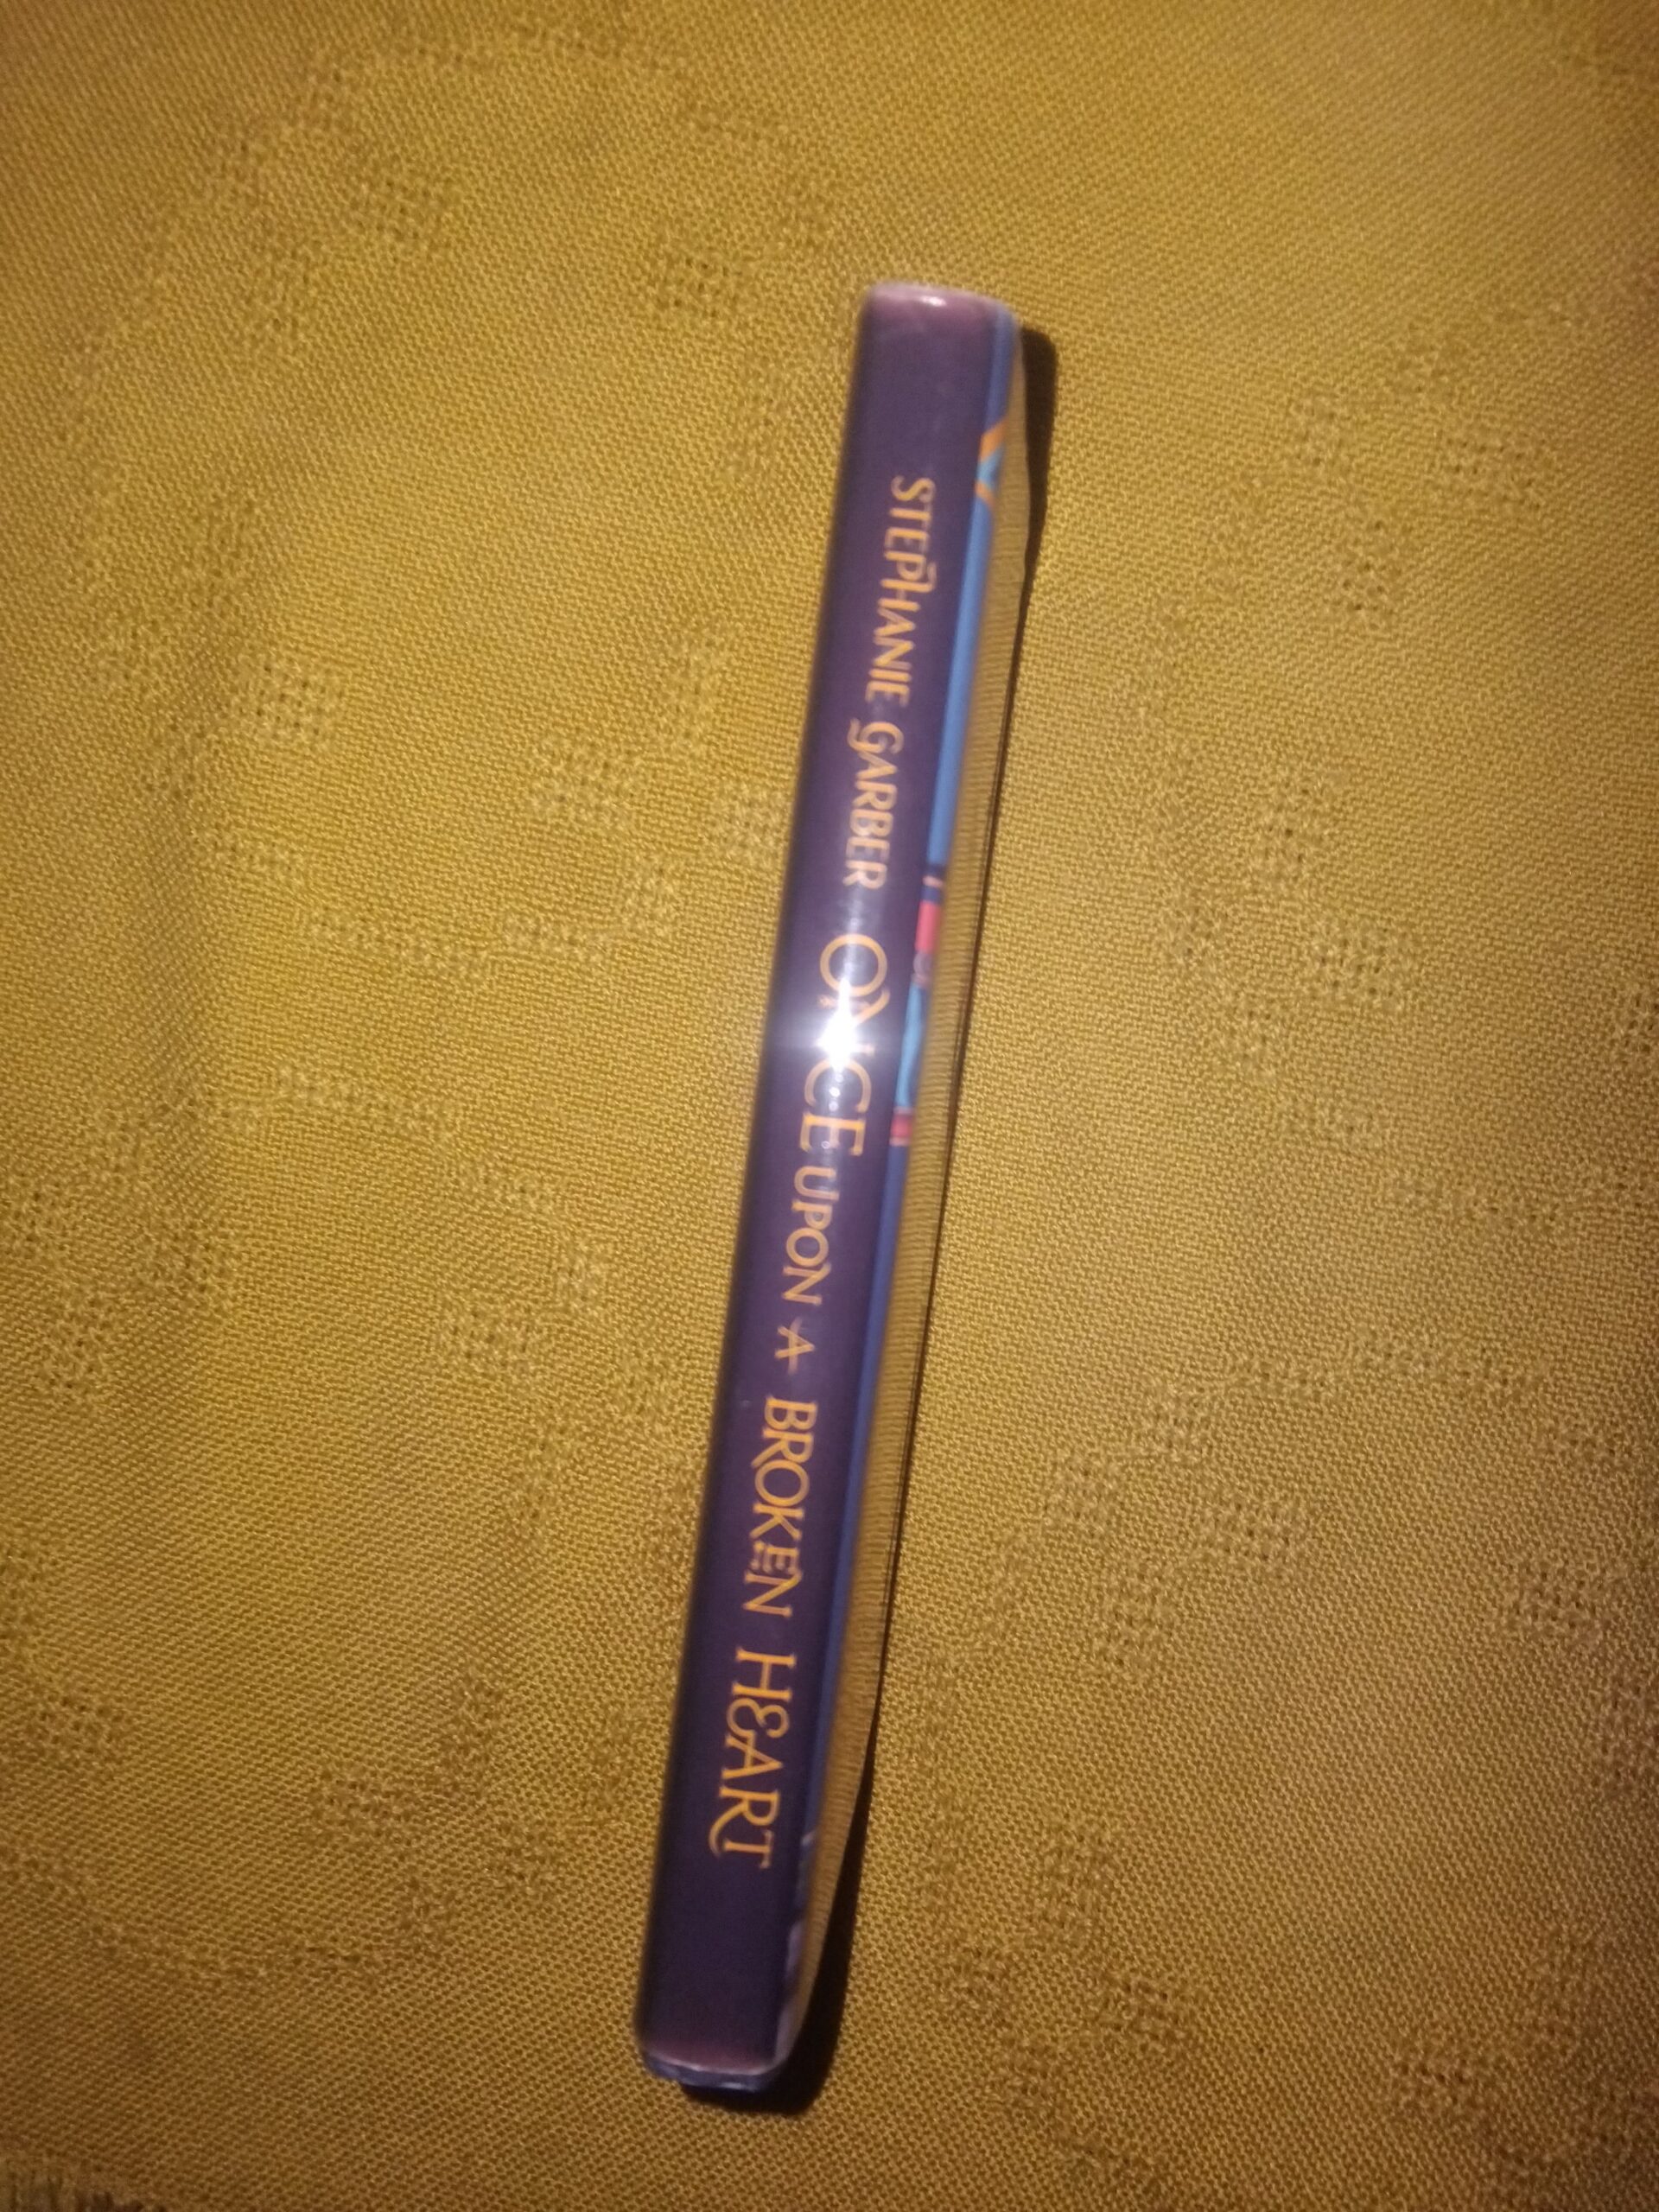 STEPHANIE GARBER ONCE UPON A BROKEN HEART